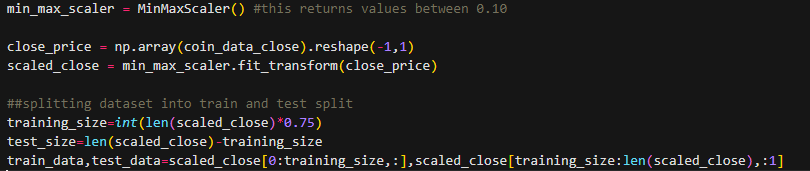 min_max_scaler = MinMaxScaler() #this returns values between 0.10
close_price = np.array(coin_data_close).reshape(-1,1)
scaled_close = min_max_scaler.fit_transform(close_price)
##splitting dataset into train and test split
training_size=int(len(scaled_close)*0.75)
test_size=len(scaled_close)-training_size
train_data,test_data=scaled_close[0:training_size,:],scaled_close[training_size:len(scaled_close),:1]